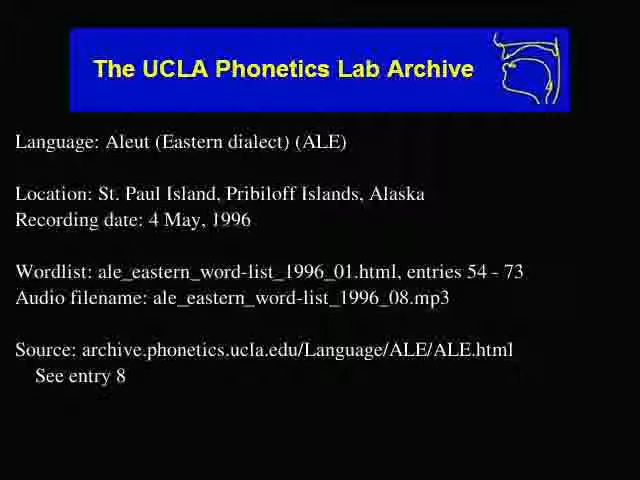 The UCLA Phonetics Lab Archive
Language: Aleut (Eastern dialect) (ALE)
Location: St. Paul Island, Pribiloff Islands, Alaska
Recording date: 4 May, 1996
Wordlist: ale_eastern_word-list_1996_01.html, entries 54 - 73
Audio filename: ale_eastern_word-list_1996_08.mp3
Source: archive.phonetics.ucla.edu/Language/ALE/ALE.html
See entry 8